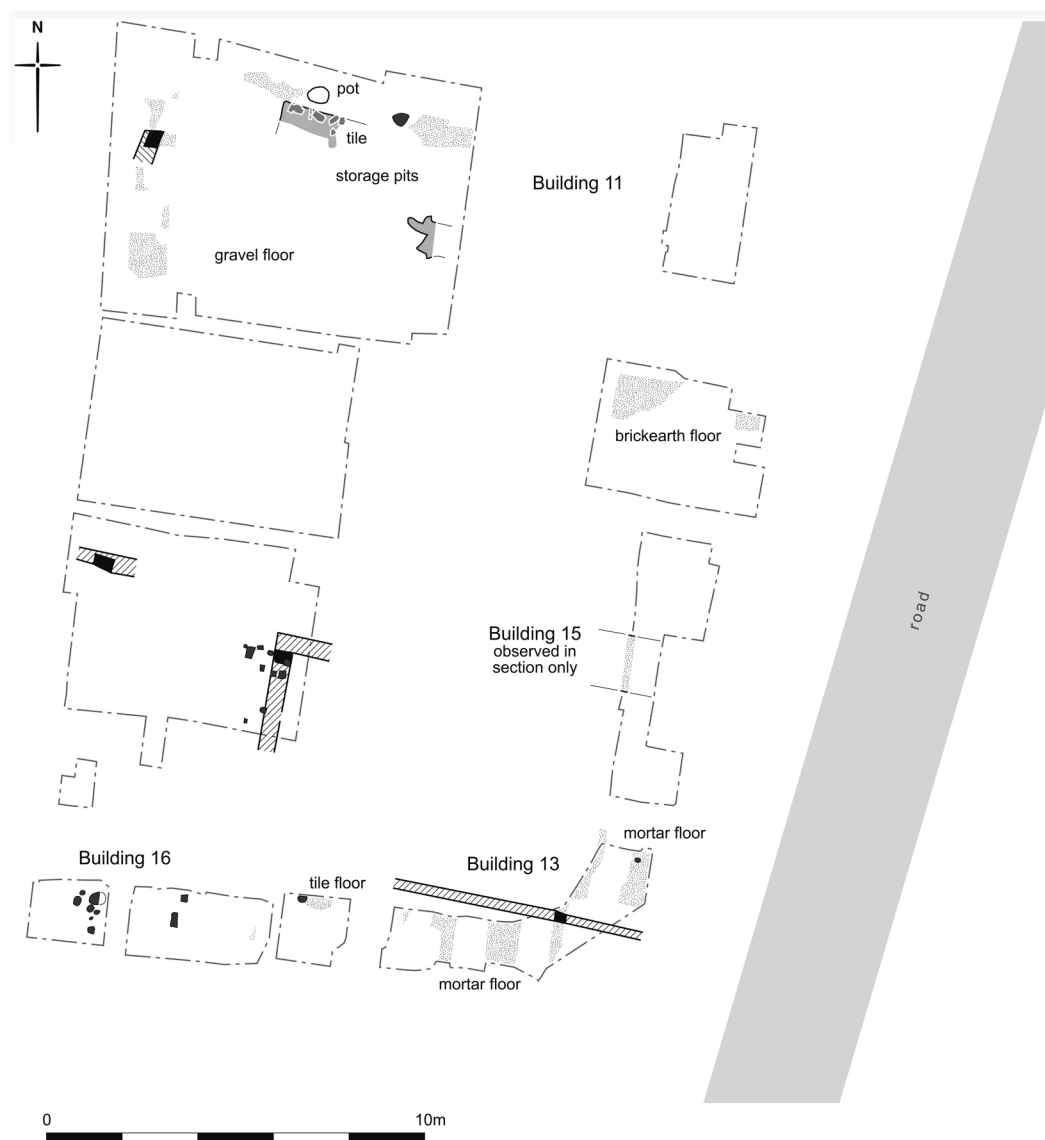 N
pot
tile
storage pits
Building 11
gravel floor
brickearth floor
road
Building 15
observed in
section only
mortar floor
Building 16
Building 13
tile floor
mortar floor
0 10m